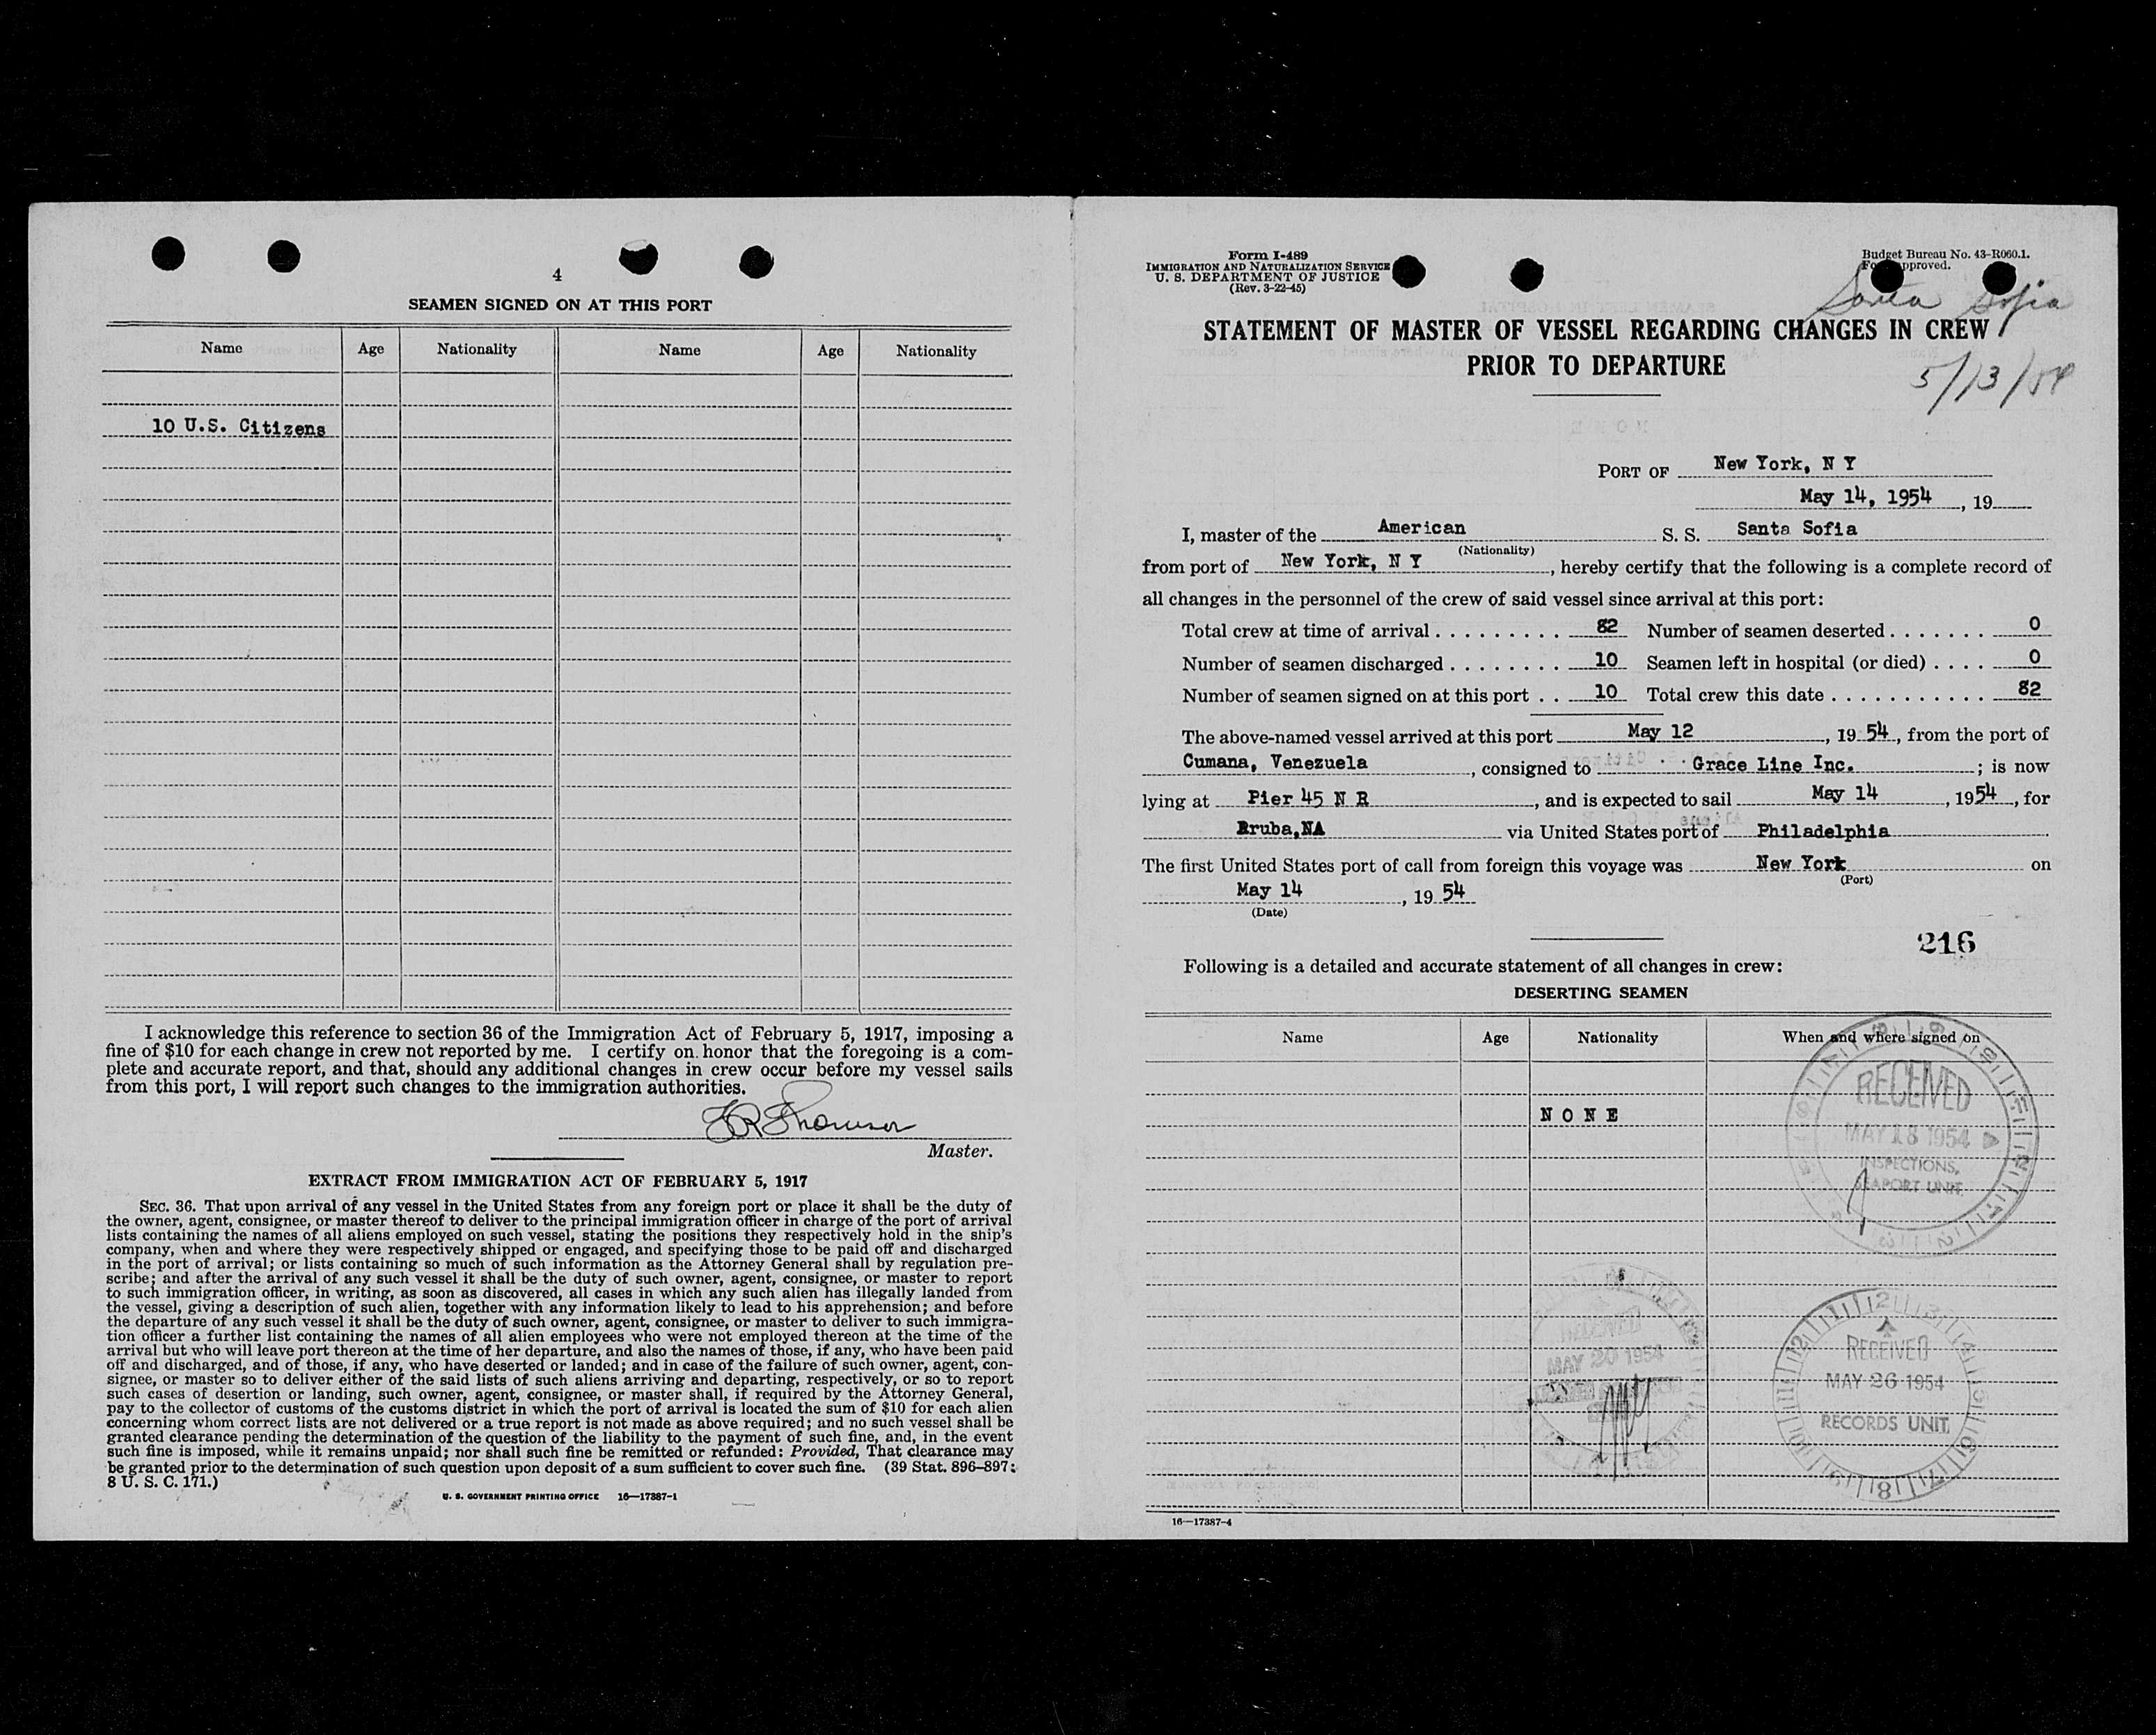 4
SEAMEN SIGNED ON AT THIS PORT
Name Age Nationality Name Age Nationality
10 U.S. Citizens
I acknowledge this reference to section 36 of the Immigration Act of February 5, 1917, imposing a
fine of $10 for each change in crew not reported by me. I certify on honor that the foregoing is a com-
plete and accurate report, and that, should any additional changes in crew occur before my vessel sails
from this port, I will report such changes to the immigration authorities.
Master.
EXTRACT FROM IMMIGRATION ACT OF FEBRUARY 5, 1917
SEC. 36. That upon arrival of any vessel in the United States from any foreign port or place it shall be the duty of
the owner, agent, consignee, or master thereof to deliver to the principal immigration officer in charge of the port of arrival
lists containing the names of all aliens employed on such vessel, stating the positions they respectively hold in the ship's
company, when and where they were respectively shipped or engaged, and specifying those to be paid off and discharged
in the port of arrival; or lists containing so much of such information as the Attorney General shall by regulation pre-
scribe; and after the arrival of any such vessel it shall be the duty of such owner, agent, consignee, or master to report
to such immigration officer, in writing, as soon as discovered, all cases in which any such alien has illegally landed from
the vessel, giving a description of such alien, together with any information likely to lead to his apprehension; and before
the departure of any such vessel it shall be the duty of such owner, agent, consignee, or master to deliver to such immigra-
tion officer a further list containing the names of all alien employees who were not employed thereon at the time of the
arrival but who will leave port thereon at the time of her departure, and also the names of those, if any, who have been paid
off and discharged, and of those, if any, who have deserted or landed; and in case of the failure of such owner, agent, con-
signee, or master so to deliver either of the said lists of such aliens arriving and departing, respectively, or so to report
such cases of desertion or landing, such owner, agent, consignee, or master shall, if required by the Attorney General,
pay to the collector of customs of the customs district in which the port of arrival is located the sum of $10 for each alien
concerning whom correct lists are not delivered or a true report is not made as above required; and no such vessel shall be
granted clearance pending the determination of the question of the liability to the payment of such fine, and, in the event
such fine is imposed, while it remains unpaid; nor shall such fine be remitted or refunded: Provided, That clearance may
be granted prior to the determination of such question upon deposit of a sum sufficient to cover such fine. (39 Stat. 896–897;
8 U. S. C. 171.)
U. S. GOVERNMENT PRINTING OFFICE 16—17387-1
Form I-489
IMMIGRATION AND NATURALIZATION SERVICE
U. S. DEPARTMENT OF JUSTICE
(Rev. 3-22-45)
Budget Bureau No. 43-R060.1.
pproved.
Santa Sofia
STATEMENT OF MASTER OF VESSEL REGARDING CHANGES IN CREW
PRIOR TO DEPARTURE
5/13/54
PORT OF New York, N Y
May 14, 1954, 19
I, master of the American S. S. Santa Sofia
(Nationality)
from port of New York, N Y, hereby certify that the following is a complete record of
all changes in the personnel of the crew of said vessel since arrival at this port:
Total crew at time of arrival . . . . . . . . . 82 Number of seamen deserted . . . . . . . 0
Number of seamen discharged . . . . . . . . 10 Seamen left in hospital (or died) . . . . 0
Number of seamen signed on at this port . . 10 Total crew this date . . . . . . . . . . . 82
The above-named vessel arrived at this port May 12, 19 54, from the port of
Cumana, Venezuela, consigned to Grace Line Inc.; is now
lying at Pier 45 N R, and is expected to sail May 14, 1954, for
Aruba,NA via United States port of Philadelphia
The first United States port of call from foreign this voyage was New York on
(Port)
May 14, 19 54
(Date)
216
Following is a detailed and accurate statement of all changes in crew:
DESERTING SEAMEN
Name Age Nationality When and where signed on
NONE
RECEIVED
MAY 18 1954
INSPECTIONS,
SEAPORT UNIT
RECEIVED
MAY 20 1954
RECEIVED
MAY 26 1954
RECORDS UNIT
16—17387-4